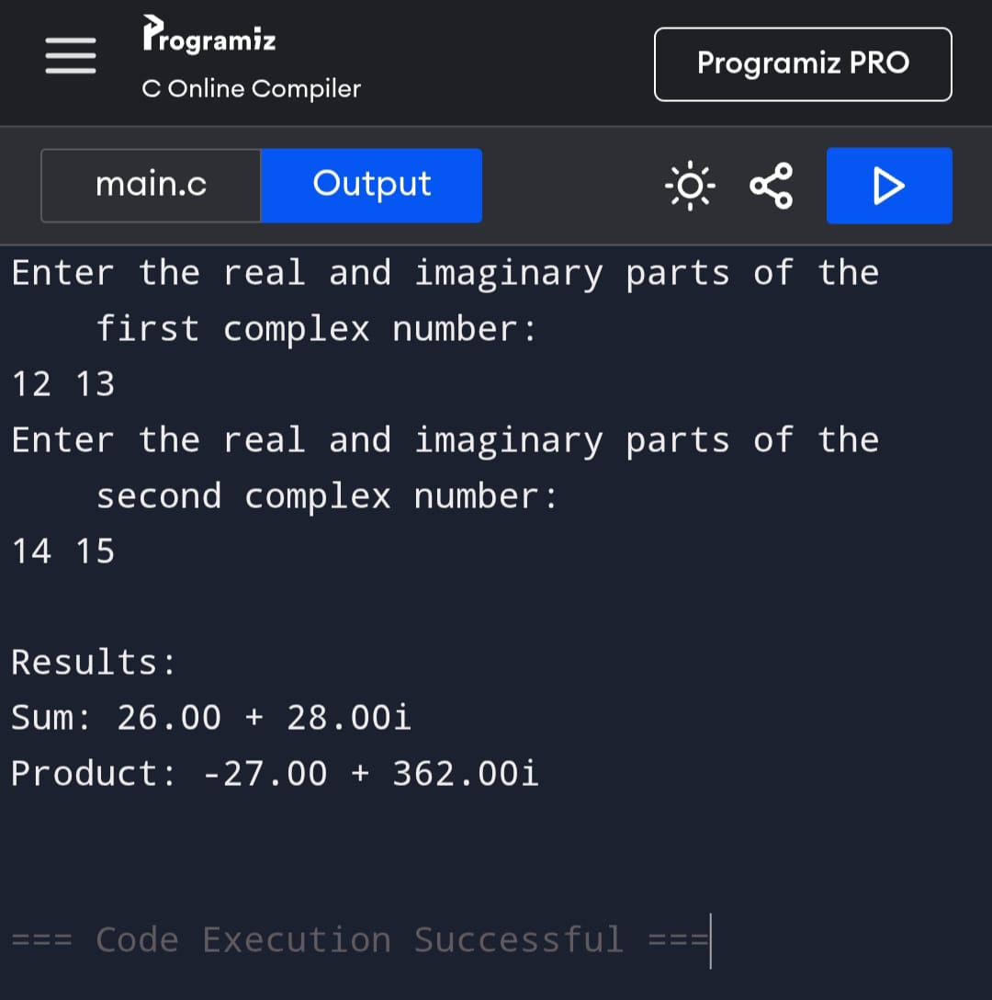 Programiz
C Online Compiler
Programiz PRO
main.c
Output
Enter the real and imaginary parts of the
first complex number:
12 13
Enter the real and imaginary parts of the
second complex number:
14 15
Results:
Sum: 26.00 + 28.00i
Product: -27.00 + 362.00i
=== Code Execution Successful ===